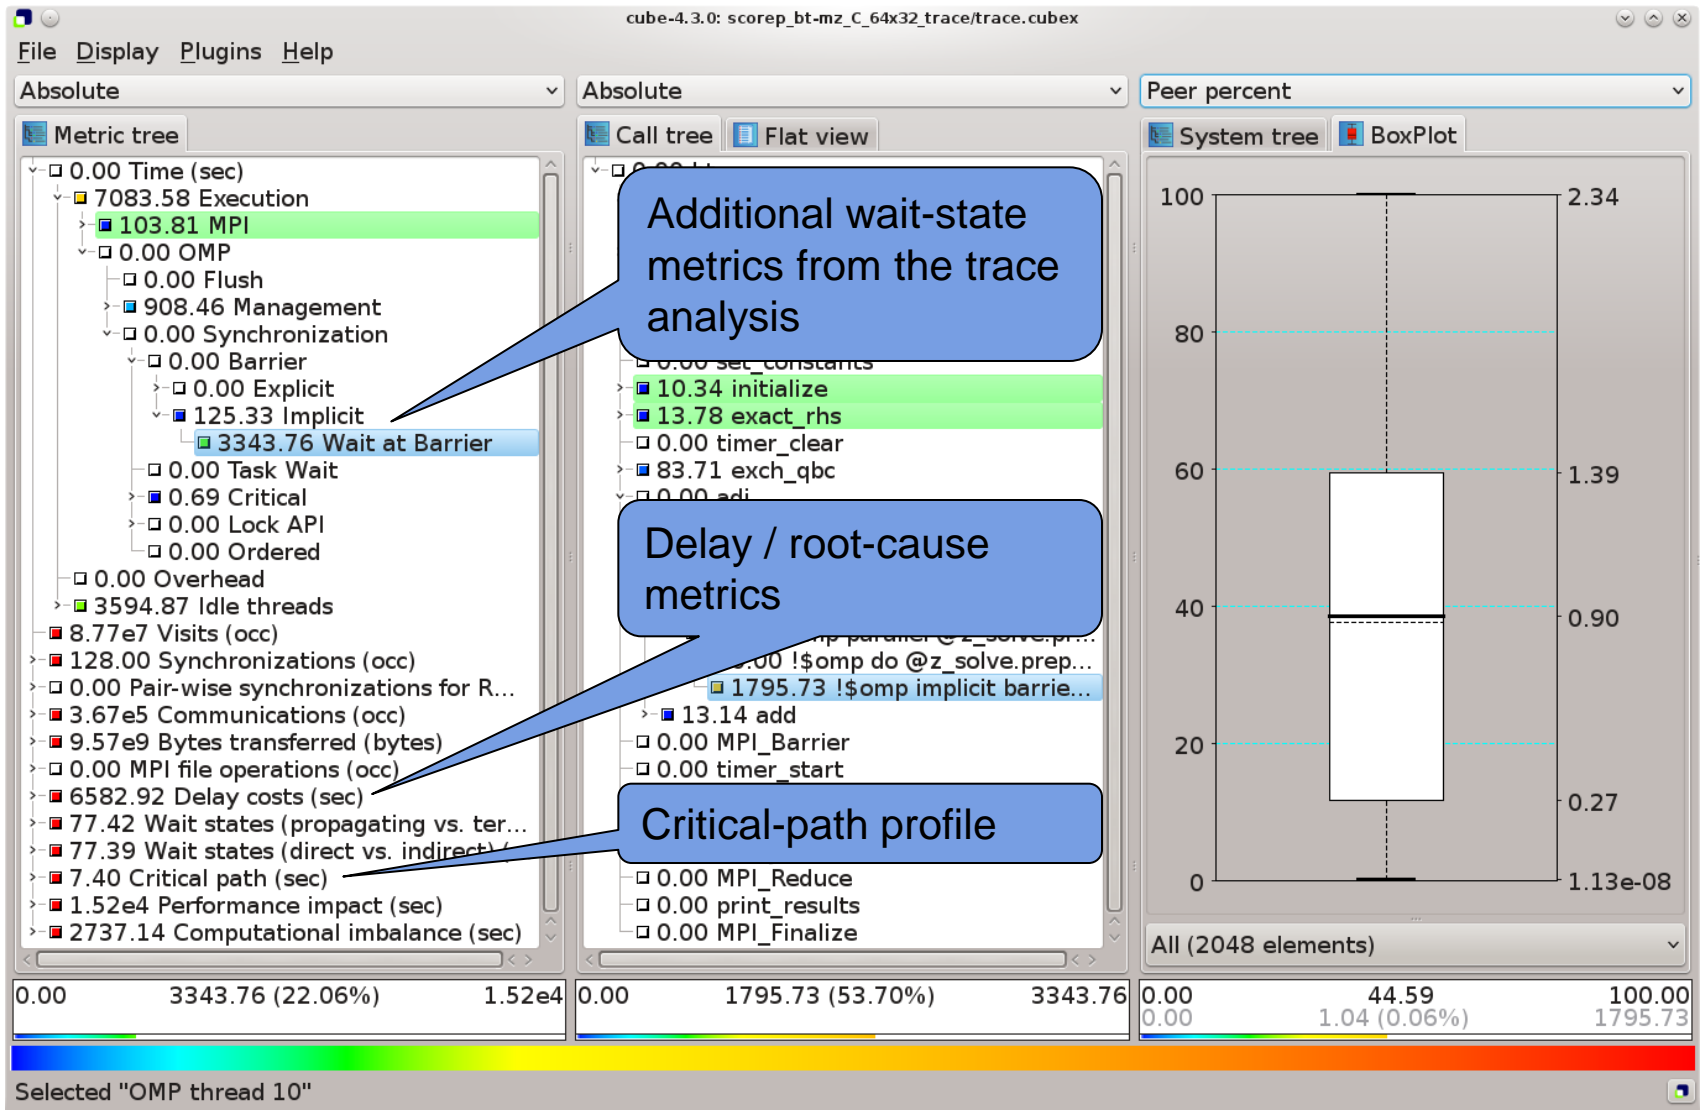 cube-4.3.0: scorep_bt-mz_C_64x32_trace/trace.cubex
File Display Plugins Help
Absolute
Absolute
Peer percent
Metric tree
Call tree
Flat view
System tree
BoxPlot
0.00 Time (sec)
7083.58 Execution
103.81 MPI
0.00 OMP
0.00 Flush
908.46 Management
0.00 Synchronization
0.00 Barrier
0.00 Explicit
125.33 Implicit
3343.76 Wait at Barrier
0.00 Task Wait
0.69 Critical
0.00 Lock API
0.00 Ordered
0.00 Overhead
3594.87 Idle threads
8.77e7 Visits (occ)
128.00 Synchronizations (occ)
0.00 Pair-wise synchronizations for R...
3.67e5 Communications (occ)
9.57e9 Bytes transferred (bytes)
0.00 MPI file operations (occ)
6582.92 Delay costs (sec)
77.42 Wait states (propagating vs. ter...
77.39 Wait states (direct vs. indirect) (
7.40 Critical path (sec)
1.52e4 Performance impact (sec)
2737.14 Computational imbalance (sec)
Additional wait-state
metrics from the trace
analysis
0.00 set_constants
10.34 initialize
13.78 exact_rhs
0.00 timer_clear
83.71 exch_qbc
0.00 adi
Delay / root-cause
metrics
parallel @z_solve.pr...
!$omp do @z_solve.prep...
1795.73 !$omp implicit barrie...
13.14 add
0.00 MPI_Barrier
0.00 timer_start
Critical-path profile
0.00 MPI_Reduce
0.00 print_results
0.00 MPI_Finalize
100
80
60
40
20
0
2.34
1.39
0.90
0.27
1.13e-08
All (2048 elements)
0.00 3343.76 (22.06%) 1.52e4
0.00 1795.73 (53.70%) 3343.76
0.00 44.59 100.00
0.00 1.04 (0.06%) 1795.73
Selected "OMP thread 10"